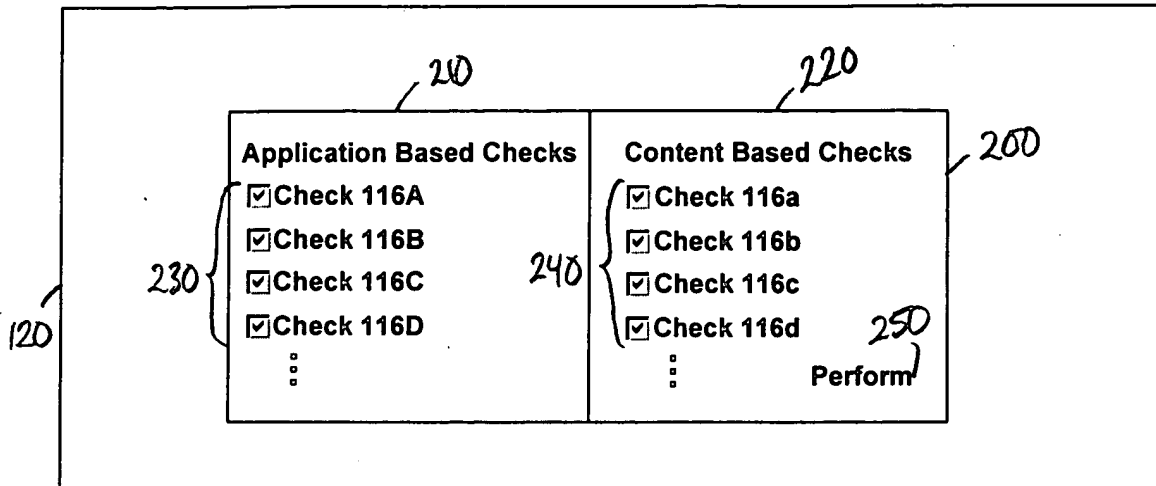 210 220
Application Based Checks Content Based Checks 200
Check 116A Check 116a
Check 116B Check 116b
230 Check 116C 240 Check 116c
120 Check 116D Check 116d 250
Perform